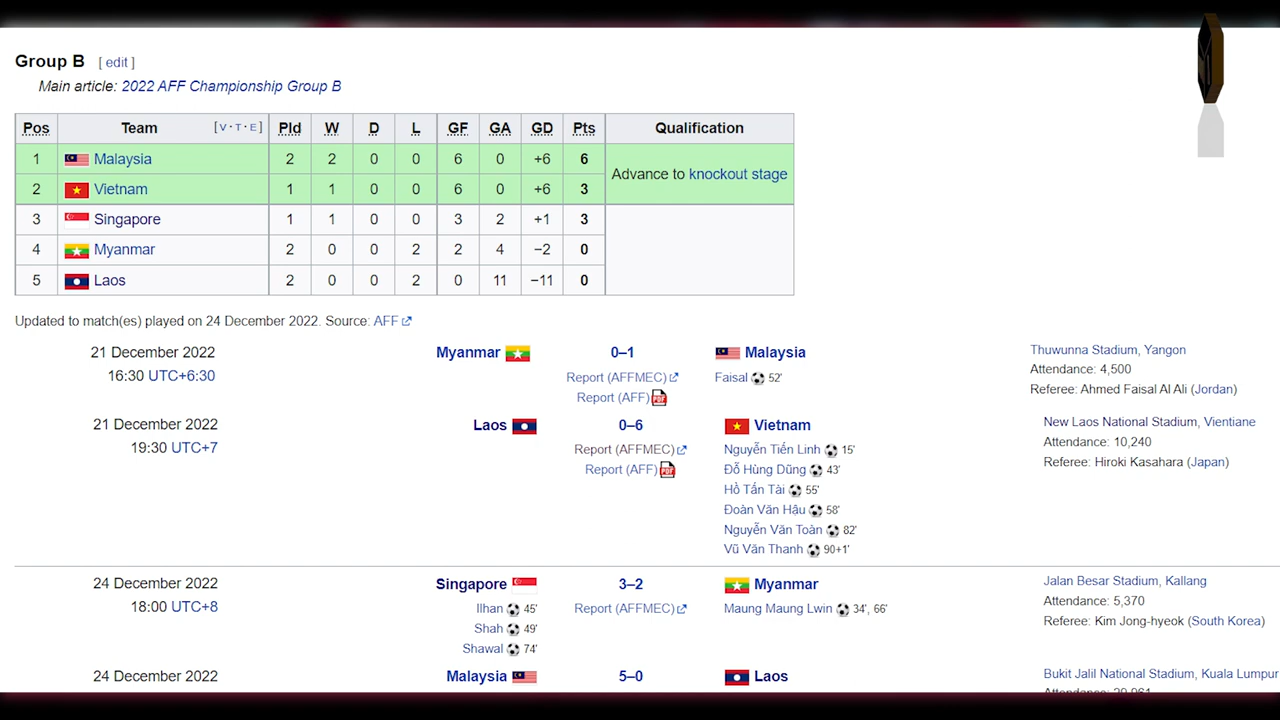 Group B [ edit ]
Main article: 2022 AFF Championship Group B
Pos Team [V·T·E] Pld W D L GF GA GD Pts Qualification
1 Malaysia 2 2 0 0 6 0 +6 6 Advance to knockout stage
2 Vietnam 1 1 0 0 6 0 +6 3
3 Singapore 1 1 0 0 3 2 +1 3
4 Myanmar 2 0 0 2 2 4 −2 0
5 Laos 2 0 0 2 0 11 −11 0
Updated to match(es) played on 24 December 2022. Source: AFF
21 December 2022 Myanmar 0–1 Malaysia Thuwunna Stadium, Yangon
16:30 UTC+6:30 Report (AFFMEC) Faisal 52' Attendance: 4,500
Report (AFF) PDF Referee: Ahmed Faisal Al Ali (Jordan)
21 December 2022 Laos 0–6 Vietnam New Laos National Stadium, Vientiane
19:30 UTC+7 Report (AFFMEC) Nguyễn Tiến Linh 15' Attendance: 10,240
Report (AFF) PDF Đỗ Hùng Dũng 43' Referee: Hiroki Kasahara (Japan)
Hồ Tấn Tài 55'
Đoàn Văn Hậu 58'
Nguyễn Văn Toàn 82'
Vũ Văn Thanh 90+1'
24 December 2022 Singapore 3–2 Myanmar Jalan Besar Stadium, Kallang
18:00 UTC+8 Ilhan 45' Report (AFFMEC) Maung Maung Lwin 34', 66' Attendance: 5,370
Shah 49' Referee: Kim Jong-hyeok (South Korea)
Shawal 74'
24 December 2022 Malaysia 5–0 Laos Bukit Jalil National Stadium, Kuala Lumpur